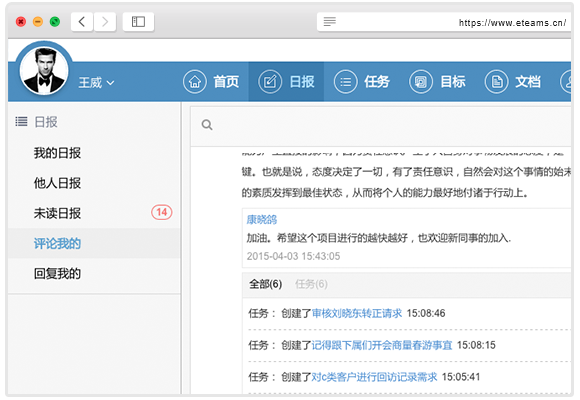 https://www.eteams.cn/
王威
首页
日报
任务
目标
文档
日报
我的日报
他人日报
未读日报
14
评论我的
回复我的
键。也就是说，态度决定了一切，有了责任意识，自然会对这个事情的始末
的素质发挥到最佳状态，从而将个人的能力最好地付诸于行动上。
康晓鸽
加油。希望这个项目进行的越快越好，也欢迎新同事的加入.
2015-04-03 15:43:05
全部(6) 任务(6)
任务： 创建了审核刘晓东转正请求 15:08:46
任务： 创建了记得跟下属们开会商量春游事宜 15:08:15
任务： 创建了对c类客户进行回访记录需求 15:05:41